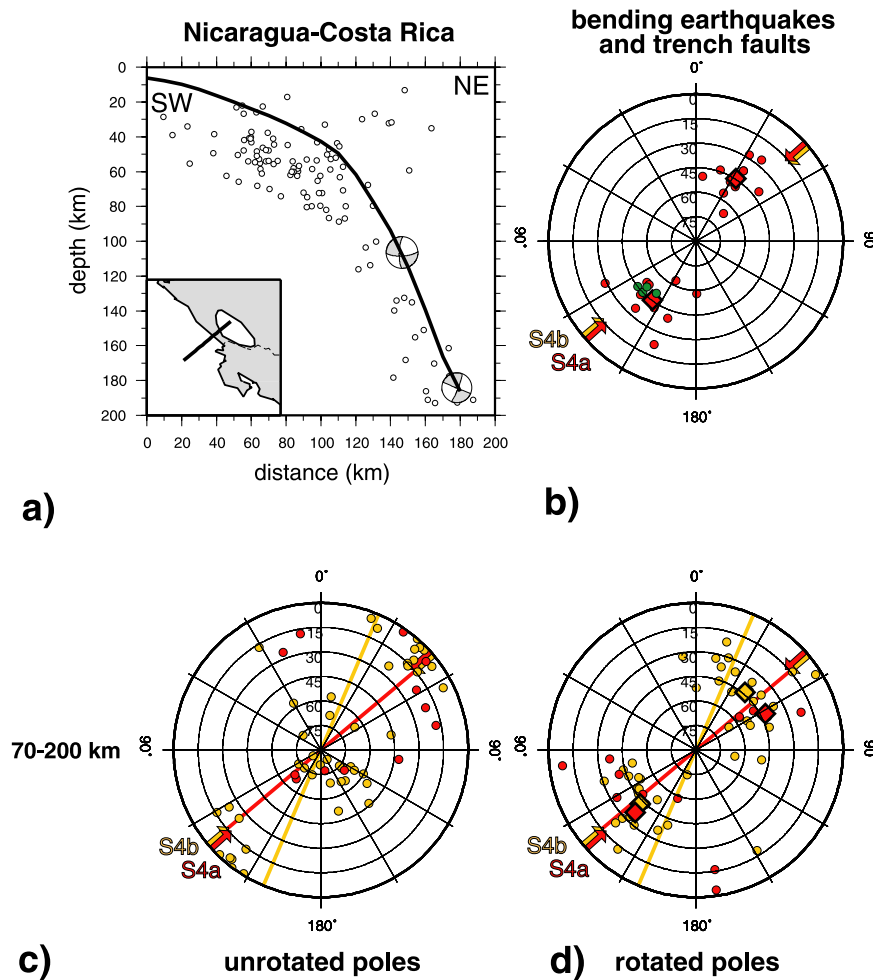 Nicaragua-Costa Rica
SW
NE
0
20
40
60
80
100
120
140
160
180
200
depth (km)
0 20 40 60 80 100 120 140 160 180 200
distance (km)
a)
bending earthquakes
and trench faults
0°
0
15
30
45
60
75
90
90
S4b
S4a
180°
b)
70-200 km
0°
0
15
30
45
60
75
90
90
S4b
S4a
180°
c)
unrotated poles
0°
0
15
30
45
60
75
90
90
S4b
S4a
180°
d)
rotated poles